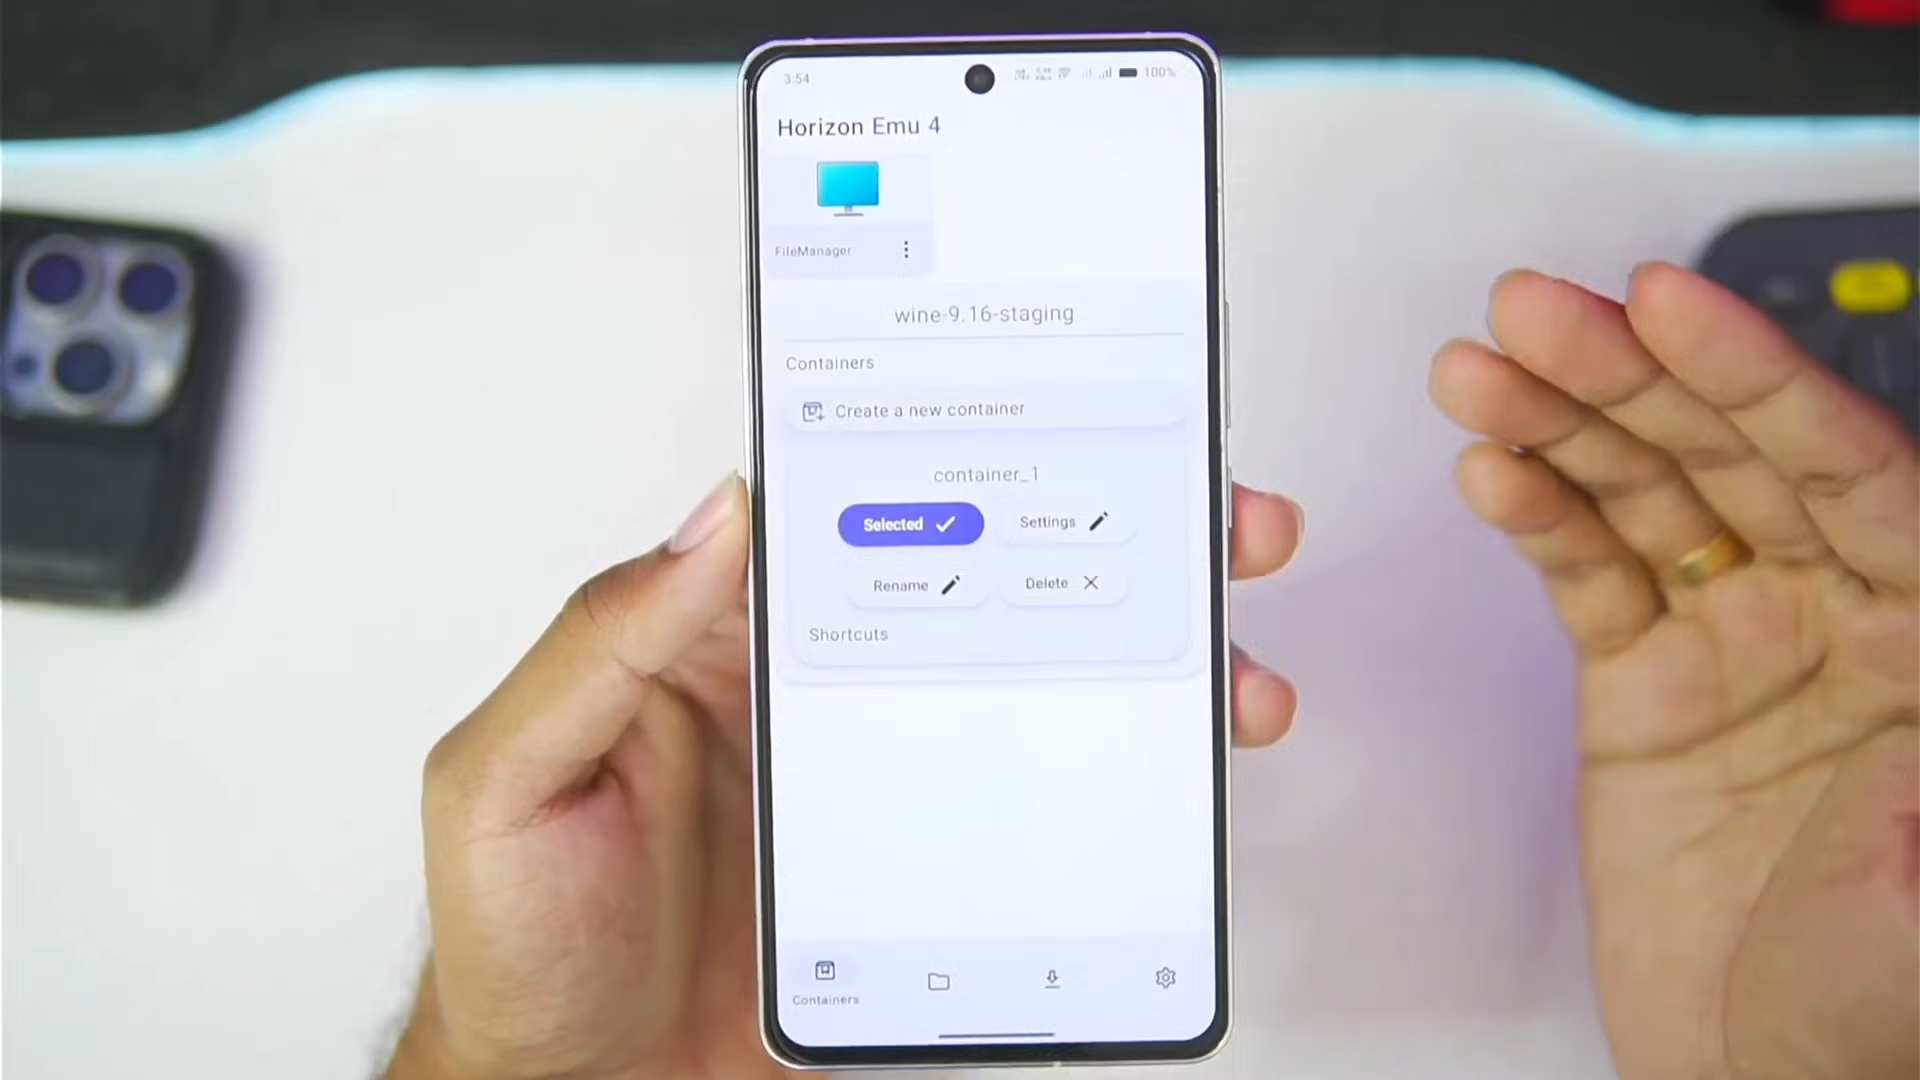 3:54
100%
Horizon Emu 4
FileManager
wine-9.16-staging
Containers
Create a new container
container_1
Selected
Settings
Rename
Delete
Shortcuts
Containers